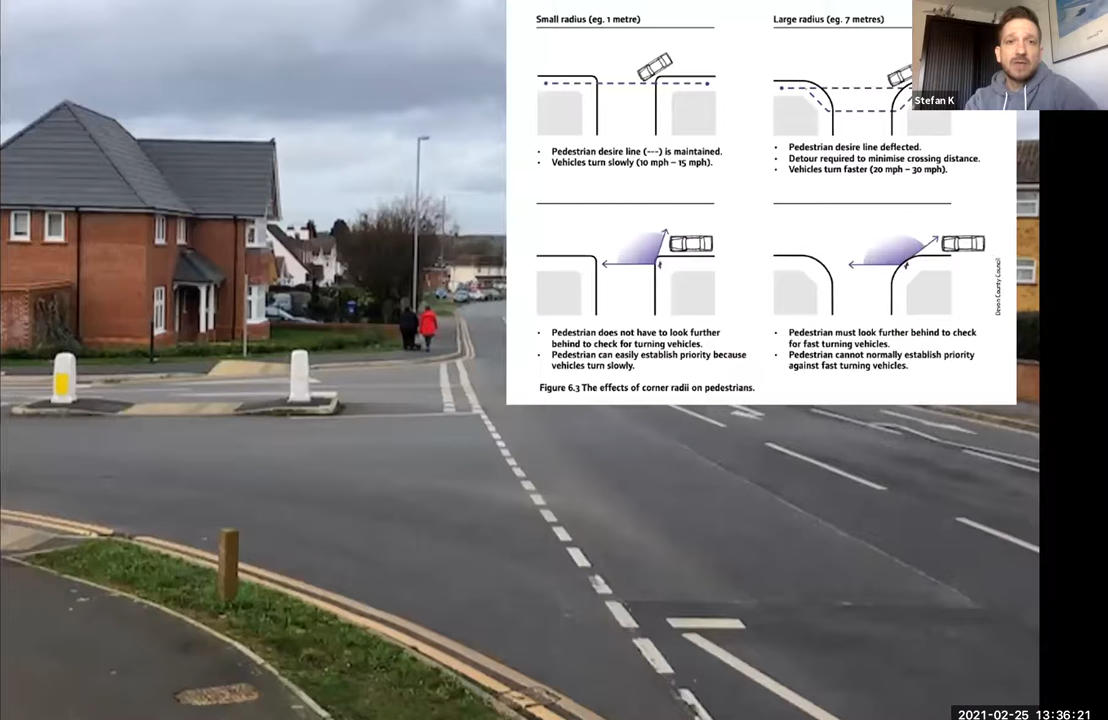 Small radius (eg. 1 metre)
Large radius (eg. 7 metres)
Stefan K
• Pedestrian desire line (---) is maintained.
• Vehicles turn slowly (10 mph – 15 mph).
• Pedestrian desire line deflected.
• Detour required to minimise crossing distance.
• Vehicles turn faster (20 mph – 30 mph).
• Pedestrian does not have to look further
behind to check for turning vehicles.
• Pedestrian can easily establish priority because
vehicles turn slowly.
• Pedestrian must look further behind to check
for fast turning vehicles.
• Pedestrian cannot normally establish priority
against fast turning vehicles.
Devon County Council
Figure 6.3 The effects of corner radii on pedestrians.
2021-02-25 13:36:21